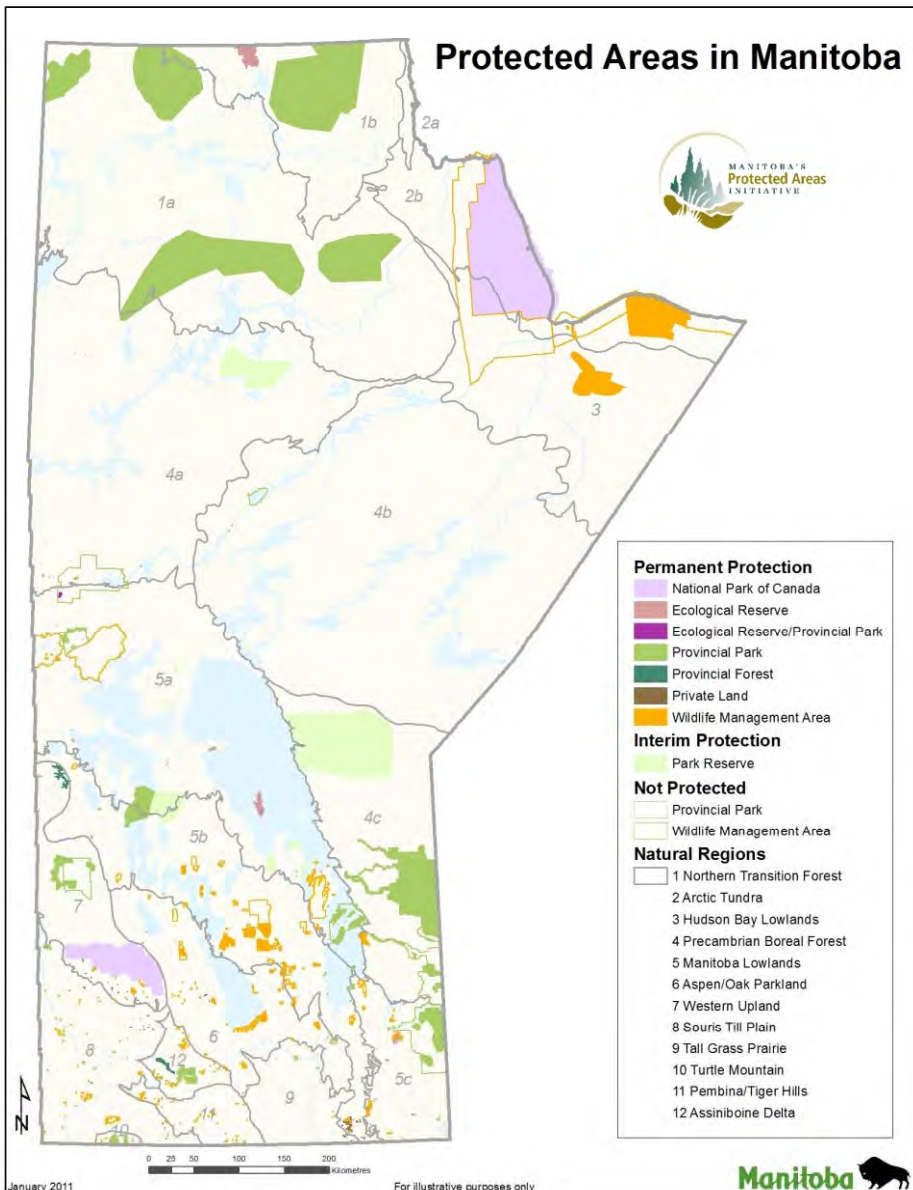 Protected Areas in Manitoba
MANITOBA'S
Protected Areas
INITIATIVE
1b
2a
2b
1a
3
4a
4b
5a
4c
5b
7
6
8
12
9
5c
11
10
Permanent Protection
National Park of Canada
Ecological Reserve
Ecological Reserve/Provincial Park
Provincial Park
Provincial Forest
Private Land
Wildlife Management Area
Interim Protection
Park Reserve
Not Protected
Provincial Park
Wildlife Management Area
Natural Regions
1 Northern Transition Forest
2 Arctic Tundra
3 Hudson Bay Lowlands
4 Precambrian Boreal Forest
5 Manitoba Lowlands
6 Aspen/Oak Parkland
7 Western Upland
8 Souris Till Plain
9 Tall Grass Prairie
10 Turtle Mountain
11 Pembina/Tiger Hills
12 Assiniboine Delta
N
0 25 50 100 150 200
Kilometres
January 2011
For illustrative purposes only
Manitoba